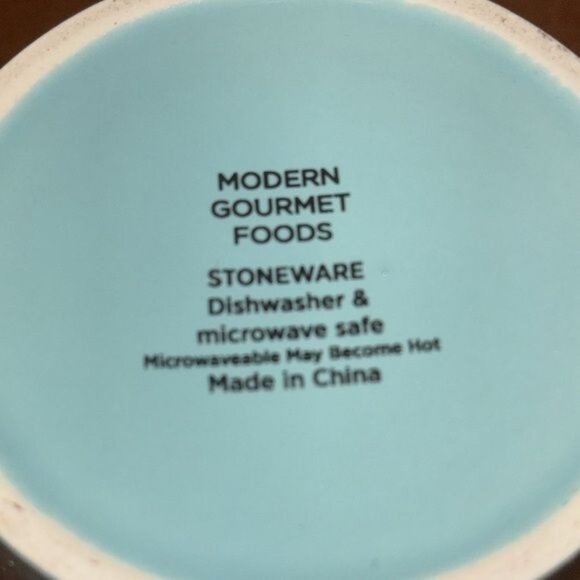 MODERN
GOURMET
FOODS
STONEWARE
Dishwasher &
microwave safe
Microwaveable May Become Hot
Made in China